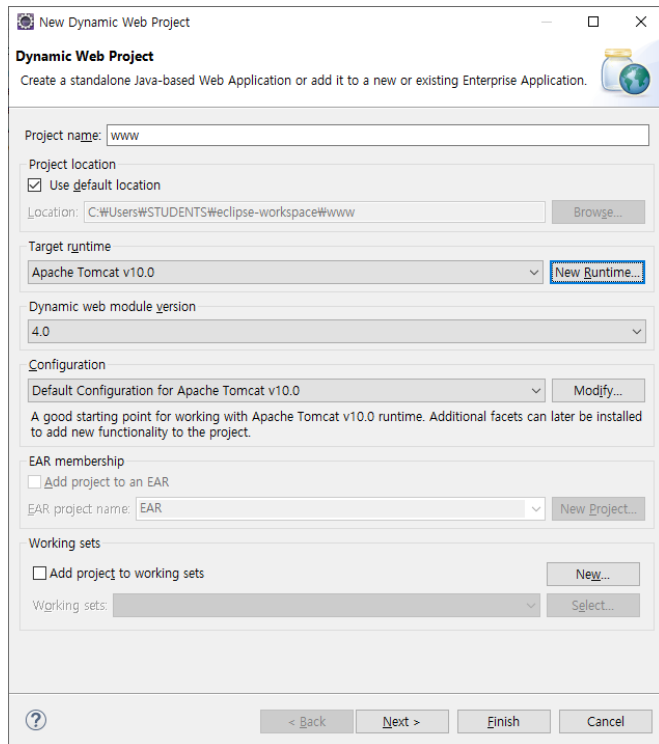 New Dynamic Web Project
Dynamic Web Project
Create a standalone Java-based Web Application or add it to a new or existing Enterprise Application.
Project name: www
Project location
Use default location
Location: C:₩Users₩STUDENTS₩eclipse-workspace₩www Browse...
Target runtime
Apache Tomcat v10.0 New Runtime...
Dynamic web module version
4.0
Configuration
Default Configuration for Apache Tomcat v10.0 Modify...
A good starting point for working with Apache Tomcat v10.0 runtime. Additional facets can later be installed
to add new functionality to the project.
EAR membership
Add project to an EAR
EAR project name: EAR New Project...
Working sets
Add project to working sets New...
Working sets: Select...
? < Back Next > Finish Cancel